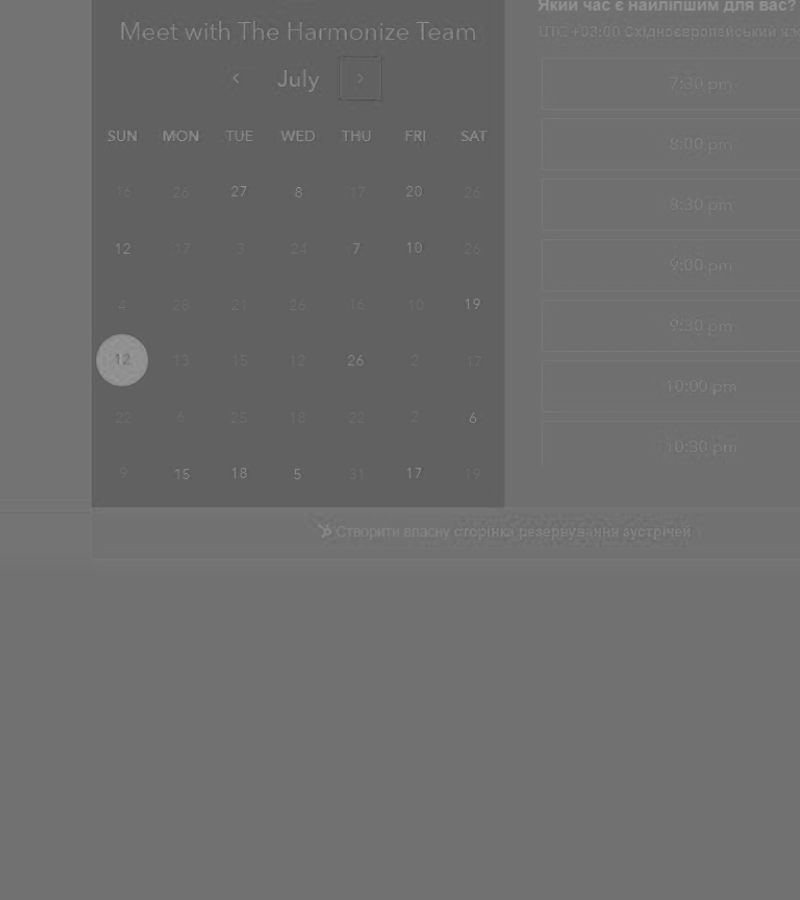 Meet with The Harmonize Team
July
SUN MON TUE WED THU FRI SAT
16 26 27 8 17 20 26
12 17 3 24 7 10 26
4 28 21 26 16 10 19
12 13 15 12 26 2 17
22 6 25 18 22 2 6
9 15 18 5 31 17 19
Який час є найліпшим для вас?
UTC +03:00 Східноєвропейський
7:30 pm
8:00 pm
8:30 pm
9:00 pm
9:30 pm
10:00 pm
10:30 pm
Створити власну сторінка резервування зустрічей